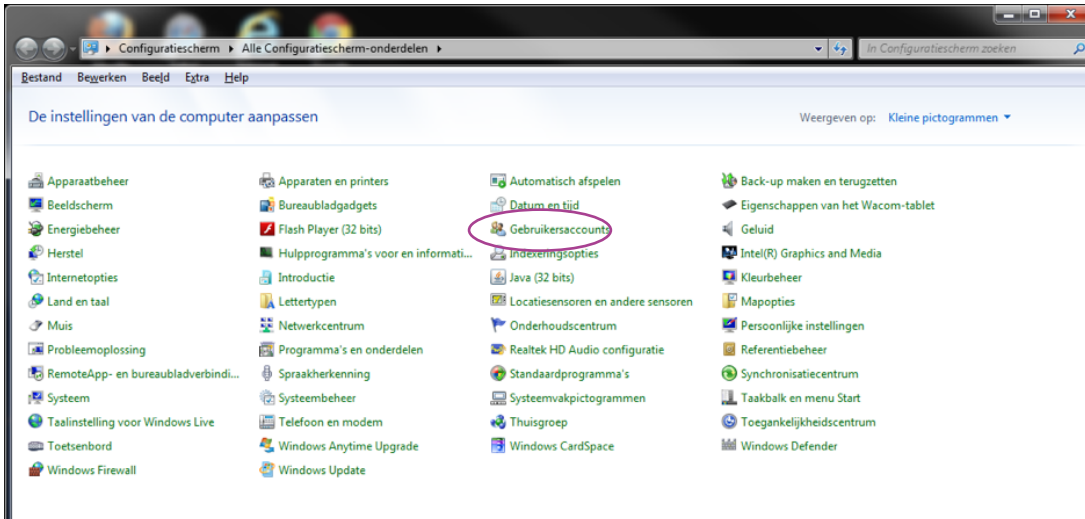 Configuratiescherm Alle Configuratiescherm-onderdelen In Configuratiescherm zoeken
Bestand Bewerken Beeld Extra Help
De instellingen van de computer aanpassen Weergeven op: Kleine pictogrammen
Apparaatbeheer Apparaten en printers Automatisch afspelen Back-up maken en terugzetten
Beeldscherm Bureaubladgadgets Datum en tijd Eigenschappen van het Wacom-tablet
Energiebeheer Flash Player (32 bits) Gebruikersaccounts Geluid
Herstel Hulpprogramma's voor en informati... Indexeringsopties Intel(R) Graphics and Media
Internetopties Introductie Java (32 bits) Kleurbeheer
Land en taal Lettertypen Locatiesensoren en andere sensoren Mapopties
Muis Netwerkcentrum Onderhoudscentrum Persoonlijke instellingen
Probleemoplossing Programma's en onderdelen Realtek HD Audio configuratie Referentiebeheer
RemoteApp- en bureaubladverbindi... Spraakherkenning Standaardprogramma's Synchronisatiecentrum
Systeem Systeembeheer Systeemvakpictogrammen Taakbalk en menu Start
Taalinstelling voor Windows Live Telefoon en modem Thuisgroep Toegankelijkheidscentrum
Toetsenbord Windows Anytime Upgrade Windows CardSpace Windows Defender
Windows Firewall Windows Update